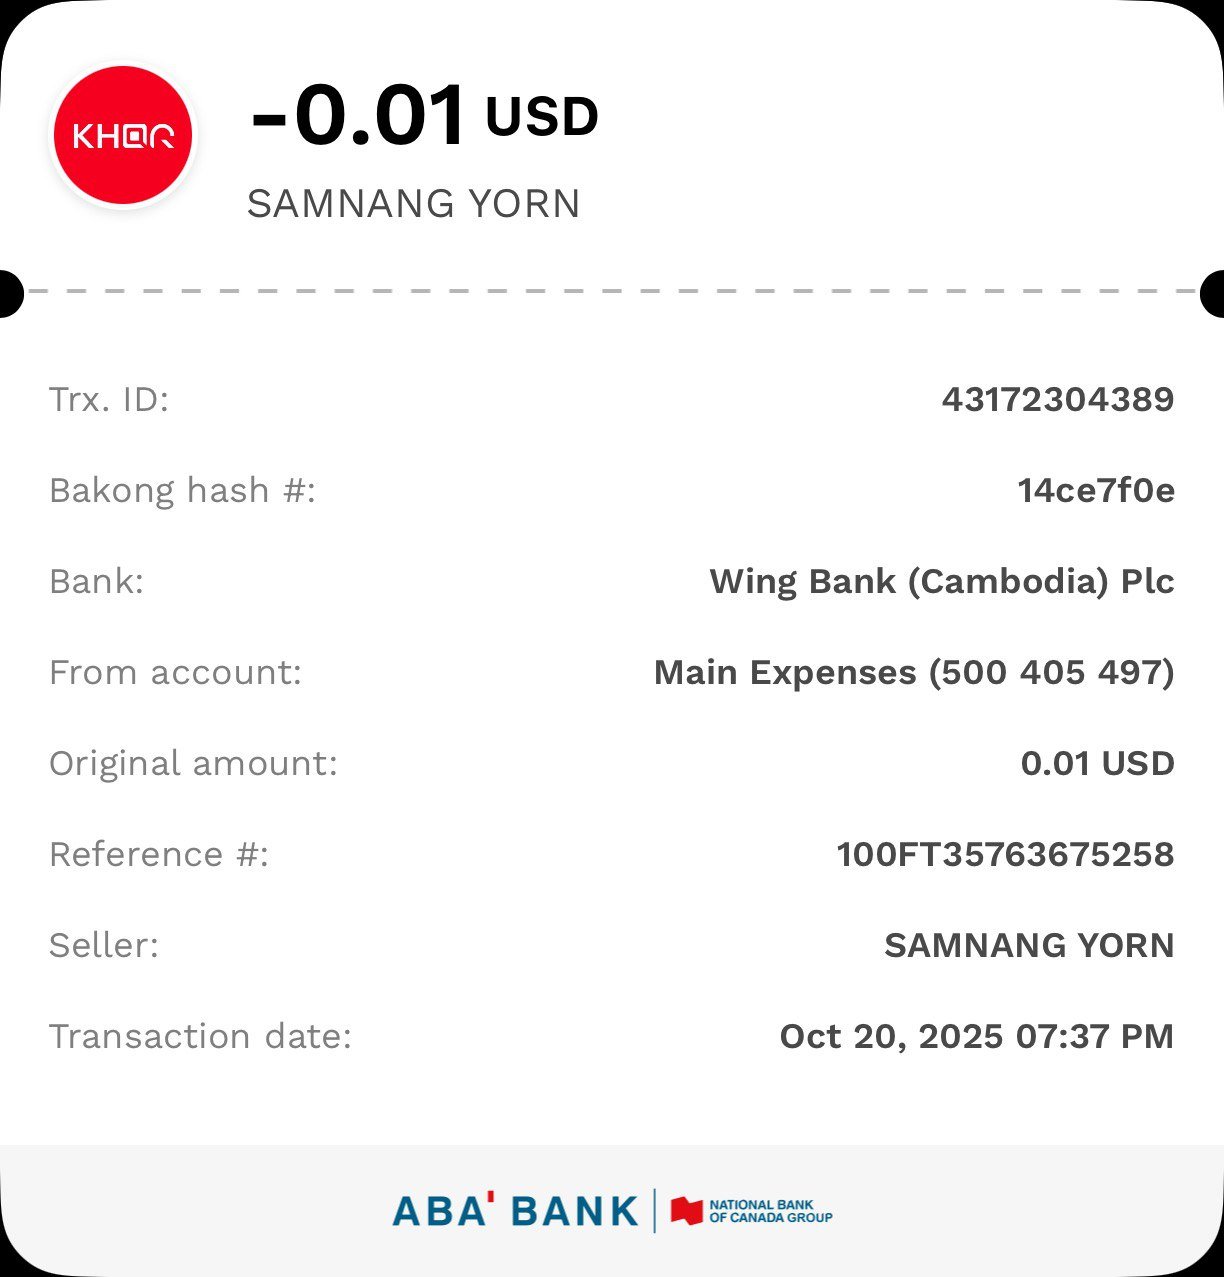 KHQR
-0.01 USD
SAMNANG YORN
Trx. ID: 43172304389
Bakong hash #: 14ce7f0e
Bank: Wing Bank (Cambodia) Plc
From account: Main Expenses (500 405 497)
Original amount: 0.01 USD
Reference #: 100FT35763675258
Seller: SAMNANG YORN
Transaction date: Oct 20, 2025 07:37 PM
ABA' BANK
NATIONAL BANK
OF CANADA GROUP